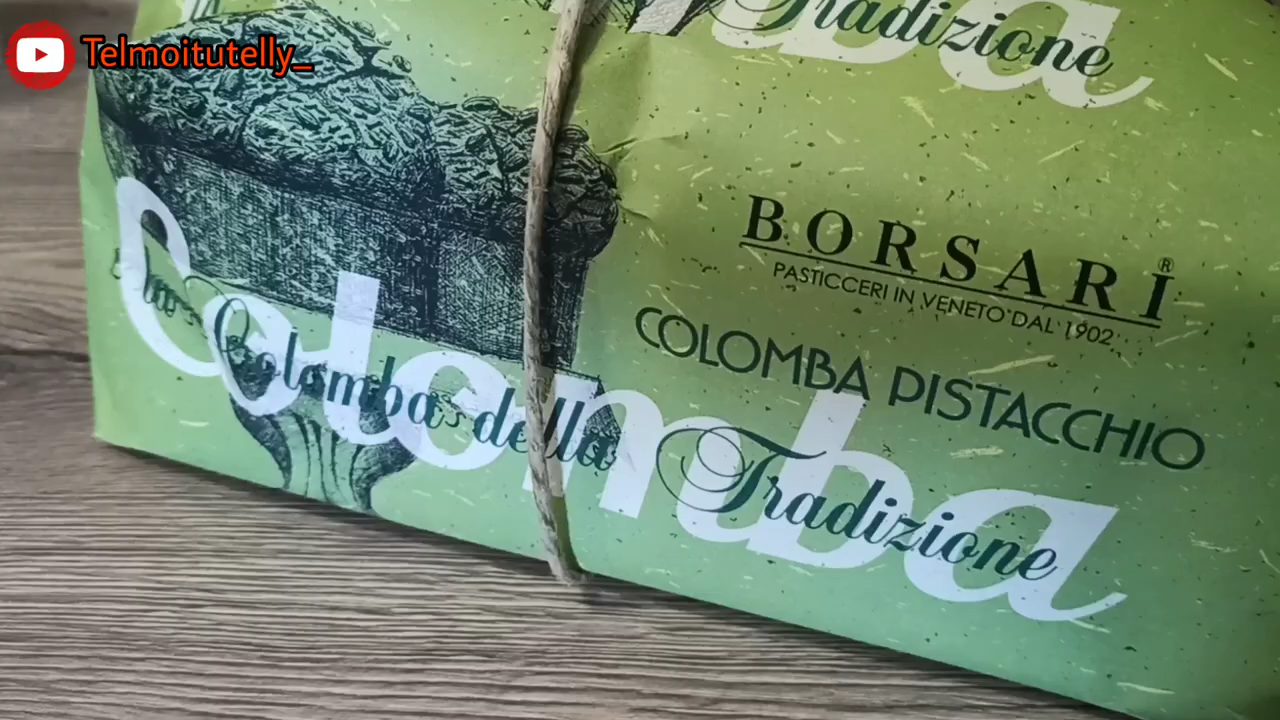 Telmoitutelly_
Tradizione
BORSARI®
PASTICCERI IN VENETO DAL 1902
COLOMBA PISTACCHIO
Colomba
La Colomba della
Tradizione